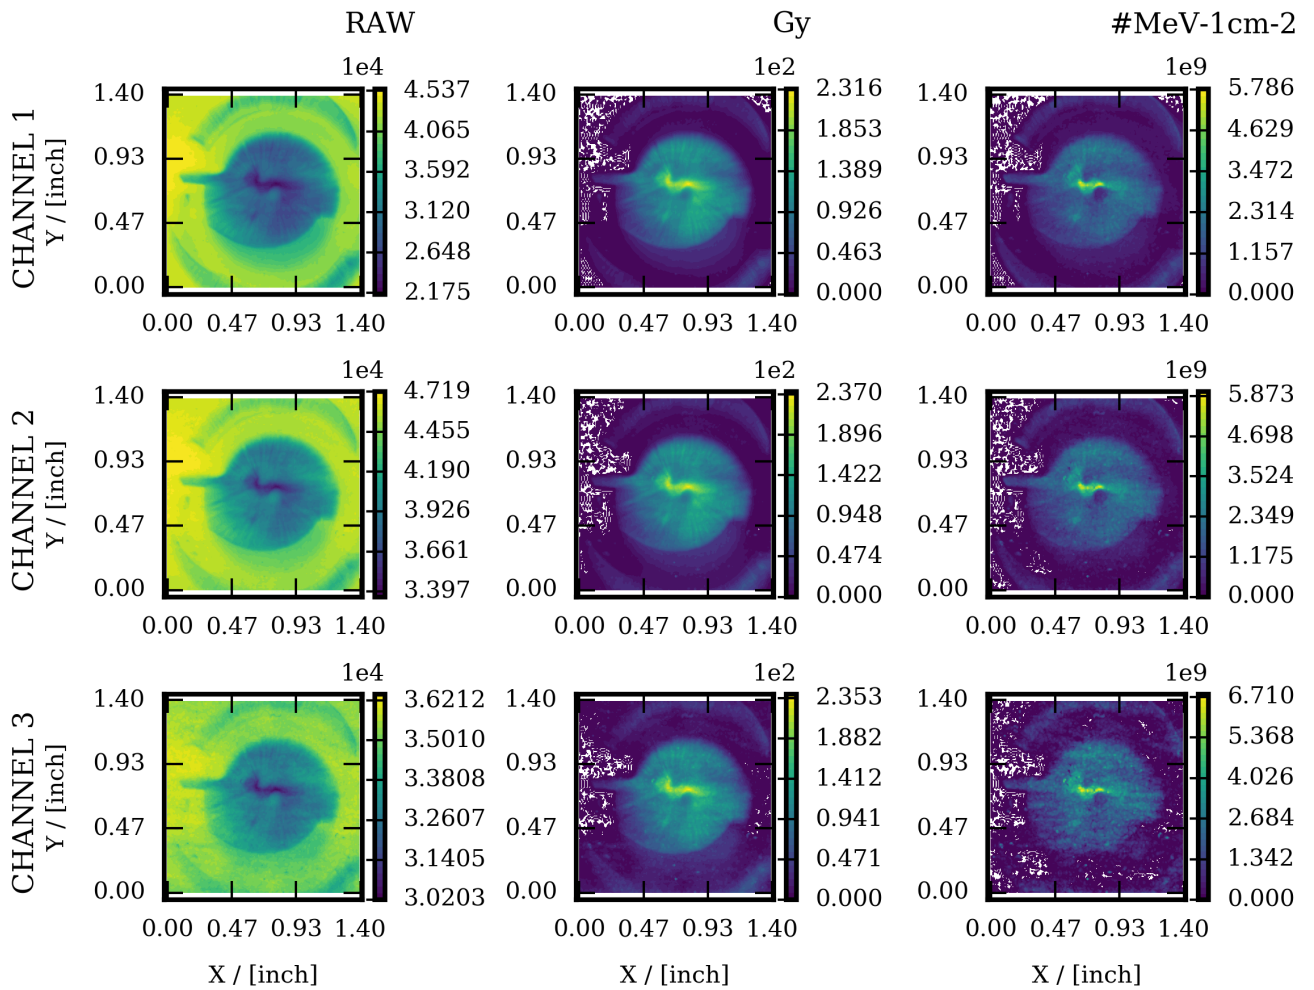 RAW Gy #MeV-1cm-2
CHANNEL 1
Y / [inch]
1e4 1e2 1e9
1.40 4.537 1.40 2.316 1.40 5.786
4.065 1.853 4.629
0.93 3.592 0.93 1.389 0.93 3.472
0.47 3.120 0.47 0.926 0.47 2.314
2.648 0.463 1.157
0.00 2.175 0.00 0.000 0.00 0.000
0.00 0.47 0.93 1.40 0.00 0.47 0.93 1.40 0.00 0.47 0.93 1.40
CHANNEL 2
Y / [inch]
1e4 1e2 1e9
1.40 4.719 1.40 2.370 1.40 5.873
4.455 1.896 4.698
0.93 4.190 0.93 1.422 0.93 3.524
0.47 3.926 0.47 0.948 0.47 2.349
3.661 0.474 1.175
0.00 3.397 0.00 0.000 0.00 0.000
0.00 0.47 0.93 1.40 0.00 0.47 0.93 1.40 0.00 0.47 0.93 1.40
CHANNEL 3
Y / [inch]
1e4 1e2 1e9
1.40 3.6212 1.40 2.353 1.40 6.710
3.5010 1.882 5.368
0.93 3.3808 0.93 1.412 0.93 4.026
0.47 3.2607 0.47 0.941 0.47 2.684
3.1405 0.471 1.342
0.00 3.0203 0.00 0.000 0.00 0.000
0.00 0.47 0.93 1.40 0.00 0.47 0.93 1.40 0.00 0.47 0.93 1.40
X / [inch] X / [inch] X / [inch]